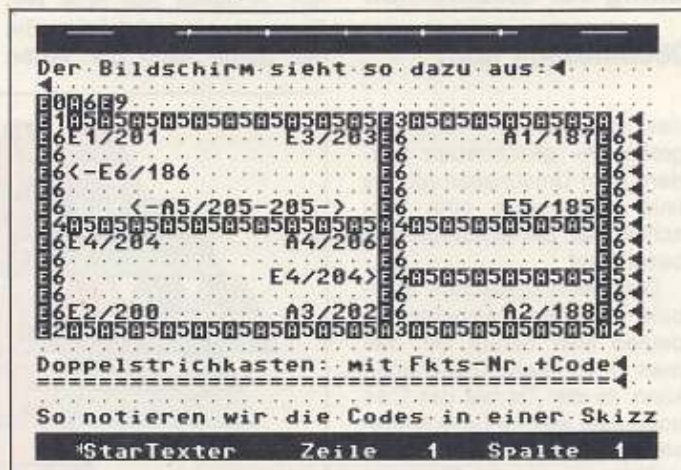 Der Bildschirm sieht so dazu aus:
E0A6E9
E1A5A5A5A5A5A5A5A5A5A5E3A5A5A5A5A5A5A1
E6E1/201 E3/203E6 A1/187E6
E6 E6 E6
E6<-E6/186 E6 E6
E6 E6 E6
E6 <-A5/205-205-> E6 E5/185E6
E4A5A5A5A5A5A5A5A5A5A5E4A5A5A5A5A5A5E5
E6E4/204 A4/206E6 E6
E6 E6 E6
E6 E4/204>E4A5A5A5A5A5A5E5
E6 E6 E6
E6E2/200 A3/202E6 A2/188E6
E2A5A5A5A5A5A5A5A5A5A5A3A5A5A5A5A5A5A2
Doppelstrichkasten: mit Fkts-Nr.+Code
=====================================
So notieren wir die Codes in einer Skizz
*StarTexter Zeile 1 Spalte 1